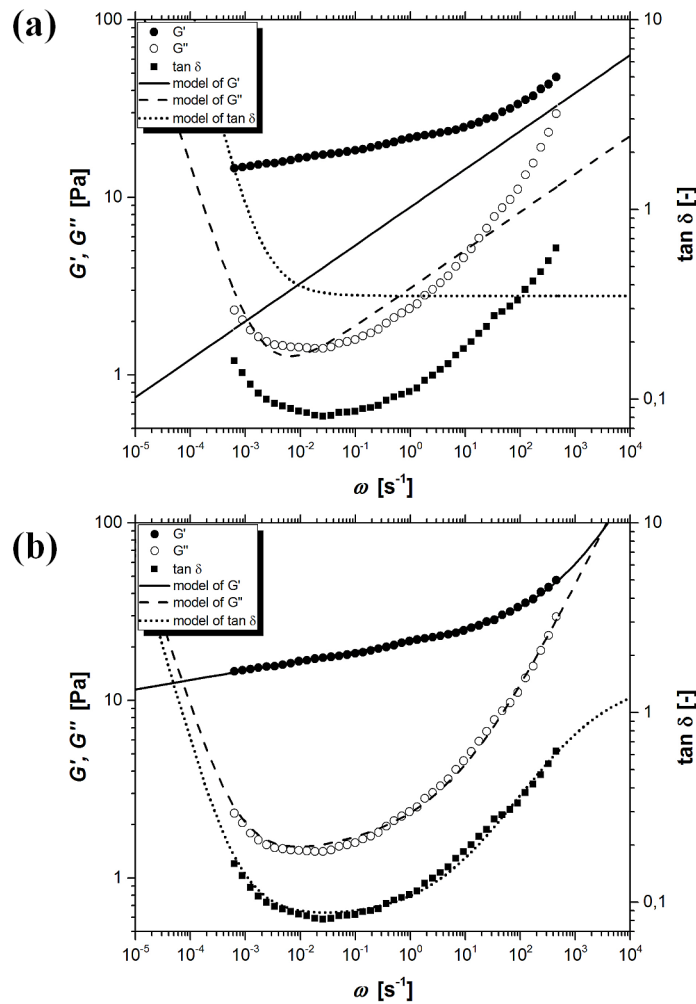 (a)
100
10
1
G', G'' [Pa]
G'
G''
tan δ
model of G'
model of G''
model of tan δ
10
1
0,1
tan δ [-]
10⁻⁵ 10⁻⁴ 10⁻³ 10⁻² 10⁻¹ 10⁰ 10¹ 10² 10³ 10⁴
ω [s⁻¹]
(b)
100
10
1
G', G'' [Pa]
G'
G''
tan δ
model of G'
model of G''
model of tan δ
10
1
0,1
tan δ [-]
10⁻⁵ 10⁻⁴ 10⁻³ 10⁻² 10⁻¹ 10⁰ 10¹ 10² 10³ 10⁴
ω [s⁻¹]